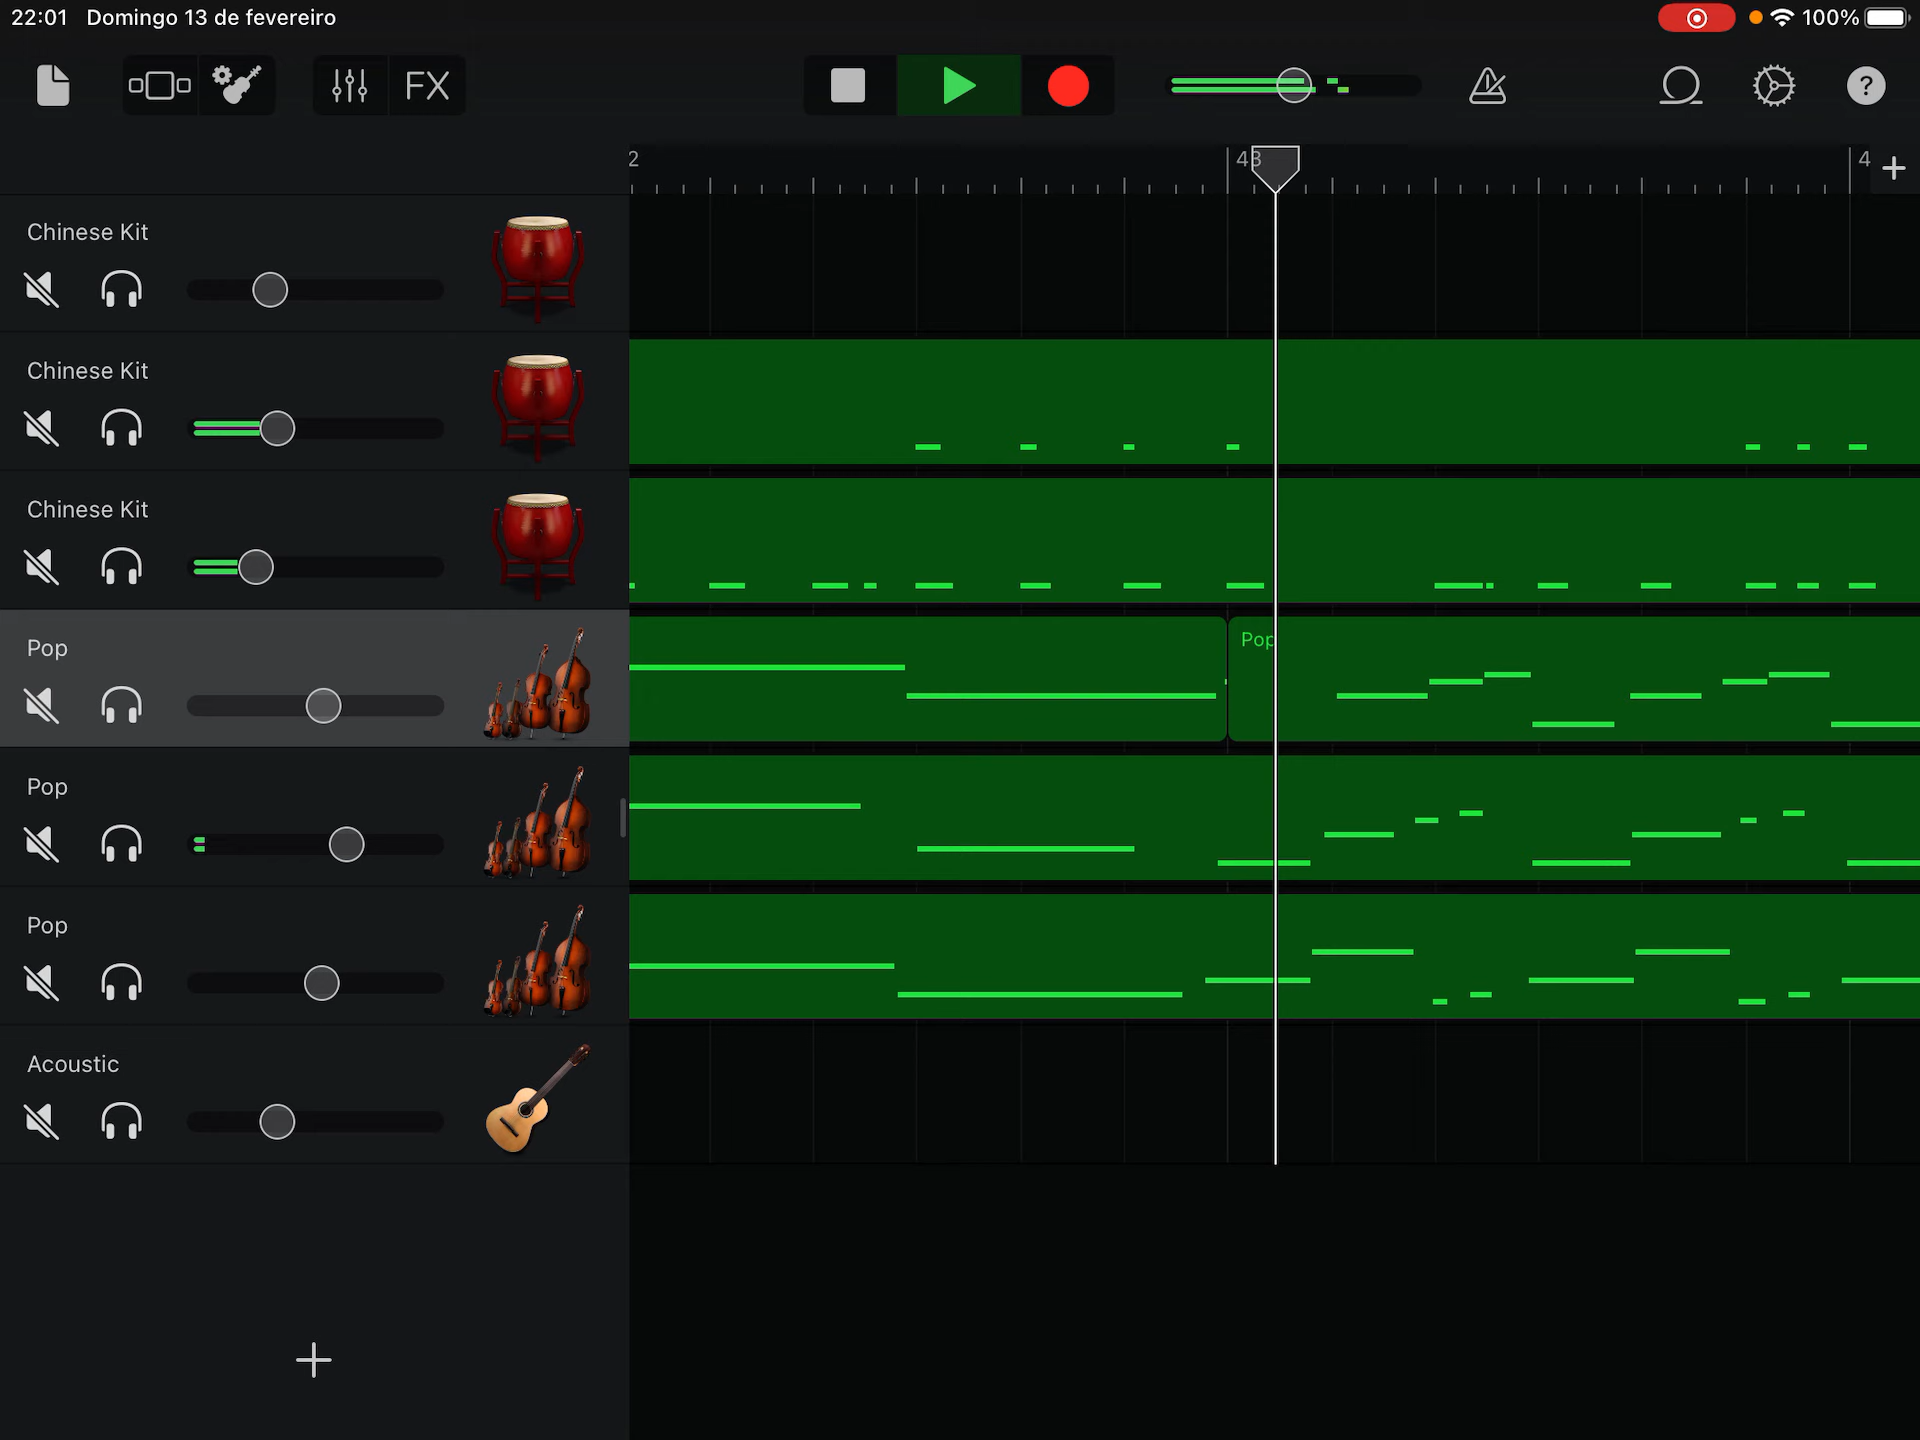 22:01 Domingo 13 de fevereiro
100%
FX
?
2
43
4
Chinese Kit
Chinese Kit
Chinese Kit
Pop
Pop
Pop
Pop
Acoustic